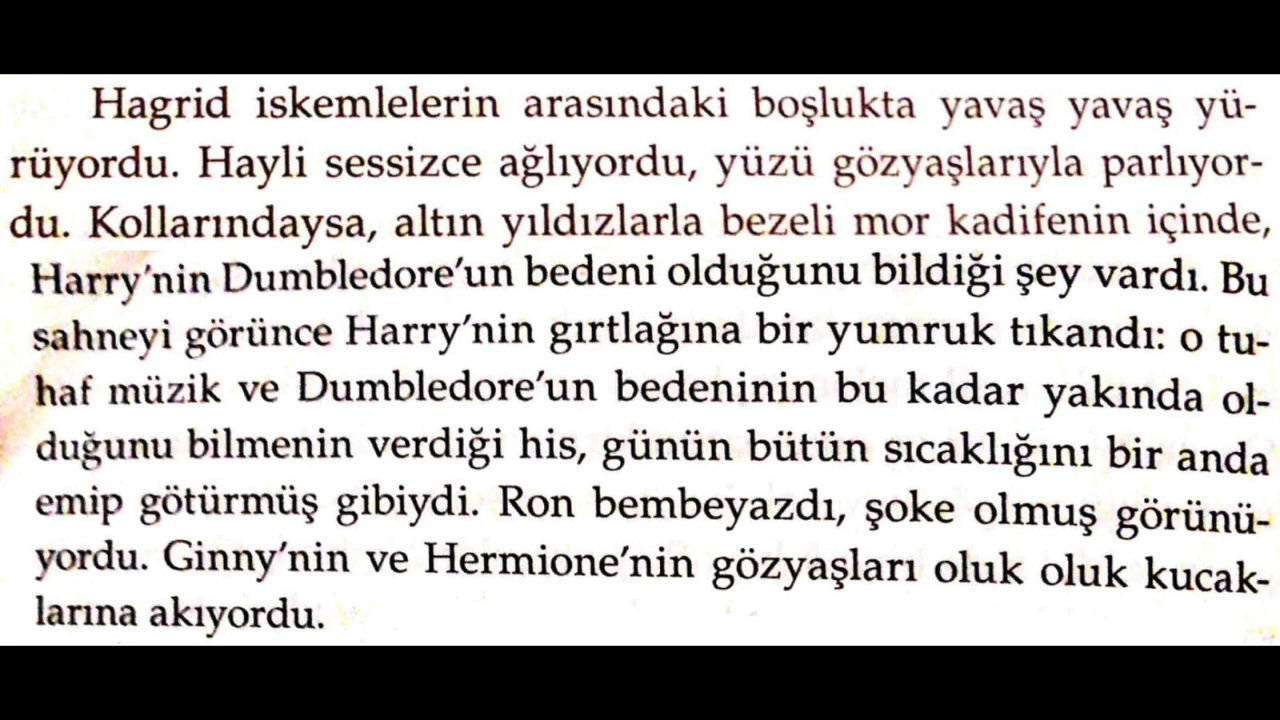 Hagrid iskemlelerin arasındaki boşlukta yavaş yavaş yü-
rüyordu. Hayli sessizce ağlıyordu, yüzü gözyaşlarıyla parlıyor-
du. Kollarındaysa, altın yıldızlarla bezeli mor kadifenin içinde,
Harry'nin Dumbledore'un bedeni olduğunu bildiği şey vardı. Bu
sahneyi görünce Harry'nin gırtlağına bir yumruk tıkandı: o tu-
haf müzik ve Dumbledore'un bedeninin bu kadar yakında ol-
duğunu bilmenin verdiği his, günün bütün sıcaklığını bir anda
emip götürmüş gibiydi. Ron bembeyazdı, şoke olmuş görünü-
yordu. Ginny'nin ve Hermione'nin gözyaşları oluk oluk kucak-
larına akıyordu.